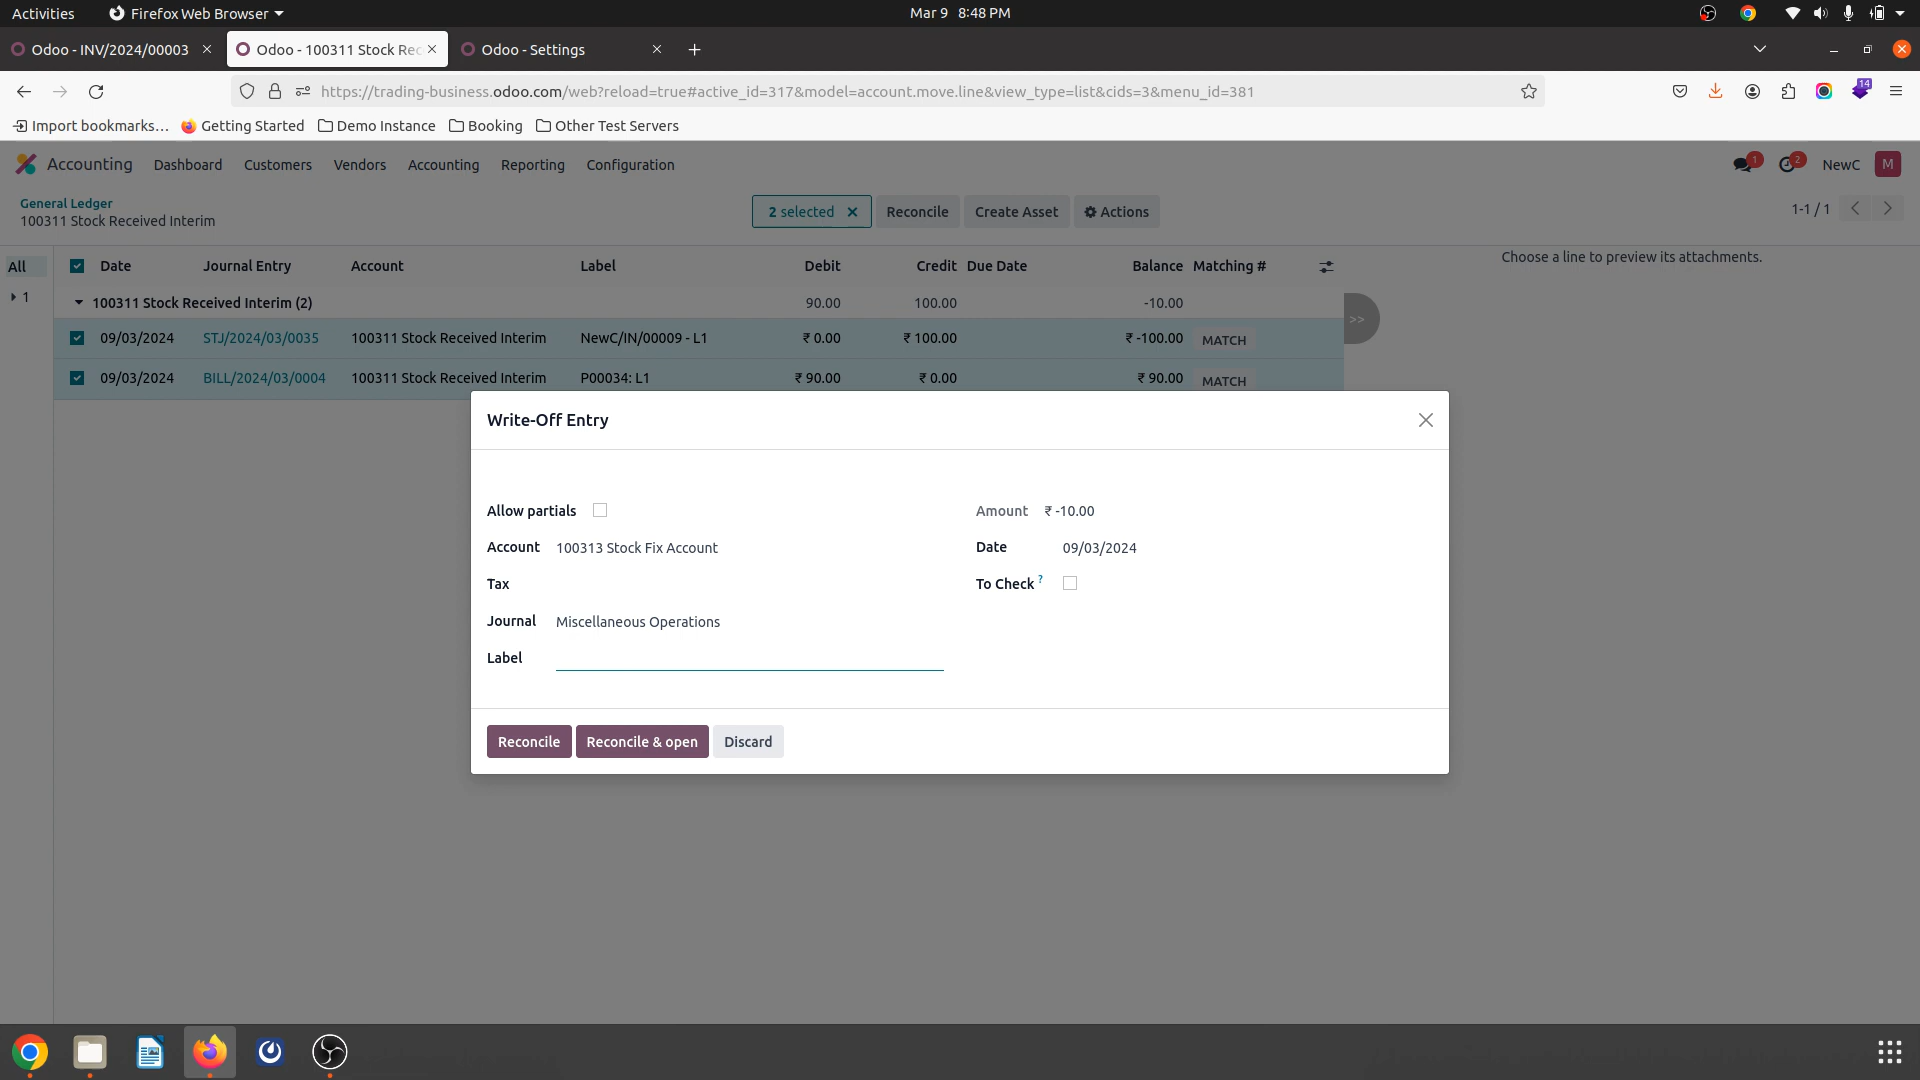 Activities
Firefox Web Browser
Mar 9 8:48 PM
Odoo - INV/2024/00003
Odoo - 100311 Stock Rec
Odoo - Settings
https://trading-business.odoo.com/web?reload=true#active_id=317&model=account.move.line&view_type=list&cids=3&menu_id=381
14
Import bookmarks...
Getting Started
Demo Instance
Booking
Other Test Servers
Accounting
Dashboard
Customers
Vendors
Accounting
Reporting
Configuration
1
2
NewC
M
General Ledger
100311 Stock Received Interim
2 selected
Reconcile
Create Asset
Actions
1-1 / 1
All
1
Date Journal Entry Account Label Debit Credit Due Date Balance Matching #
100311 Stock Received Interim (2) 90.00 100.00 -10.00
09/03/2024 STJ/2024/03/0035 100311 Stock Received Interim NewC/IN/00009 - L1 ₹ 0.00 ₹ 100.00 ₹ -100.00 MATCH
09/03/2024 BILL/2024/03/0004 100311 Stock Received Interim P00034: L1 ₹ 90.00 ₹ 0.00 ₹ 90.00 MATCH
>>
Choose a line to preview its attachments.
Write-Off Entry
Allow partials
Amount ₹ -10.00
Account 100313 Stock Fix Account
Date 09/03/2024
Tax
To Check ?
Journal Miscellaneous Operations
Label
Reconcile
Reconcile & open
Discard